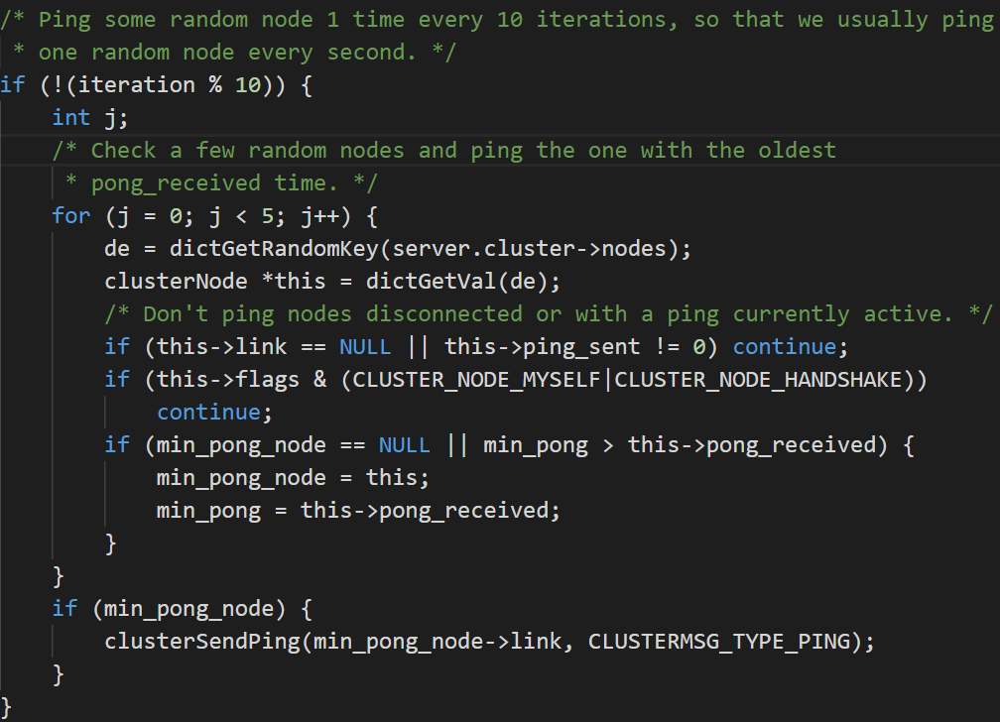 /* Ping some random node 1 time every 10 iterations, so that we usually ping
 * one random node every second. */
if (!(iteration % 10)) {
    int j;
    /* Check a few random nodes and ping the one with the oldest
     * pong_received time. */
    for (j = 0; j < 5; j++) {
        de = dictGetRandomKey(server.cluster->nodes);
        clusterNode *this = dictGetVal(de);
        /* Don't ping nodes disconnected or with a ping currently active. */
        if (this->link == NULL || this->ping_sent != 0) continue;
        if (this->flags & (CLUSTER_NODE_MYSELF|CLUSTER_NODE_HANDSHAKE))
            continue;
        if (min_pong_node == NULL || min_pong > this->pong_received) {
            min_pong_node = this;
            min_pong = this->pong_received;
        }
    }
    if (min_pong_node) {
        clusterSendPing(min_pong_node->link, CLUSTERMSG_TYPE_PING);
    }
}